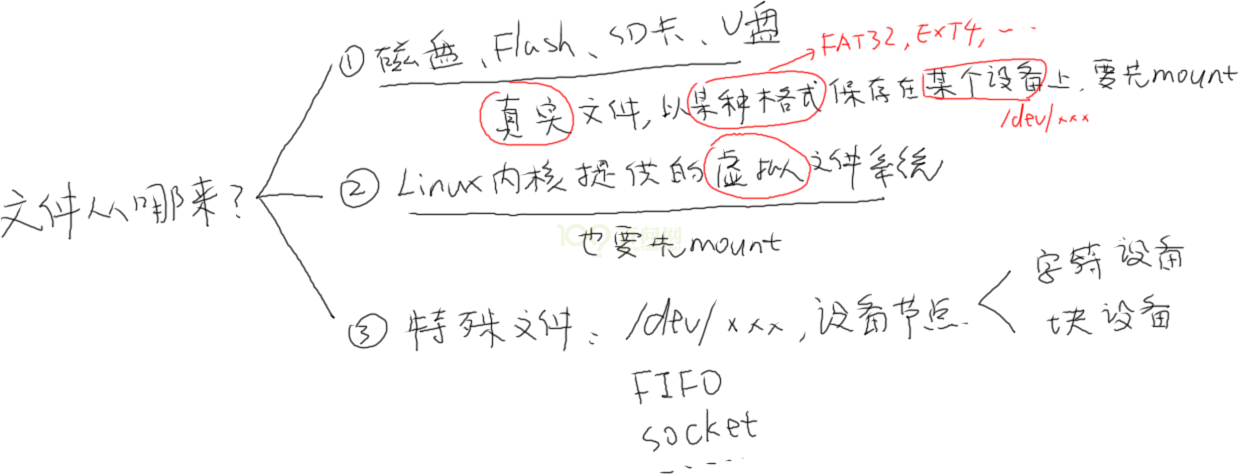 ① 磁盘、Flash、SD卡、U盘
FAT32, EXT4, ...
真实文件, 以某种格式保存在某个设备上, 要先mount
/dev/xxx
文件从哪来?
② Linux内核提供的虚拟文件系统
也要先mount
③ 特殊文件: /dev/xxx, 设备节点
字符设备
块设备
FIFO
socket
-----